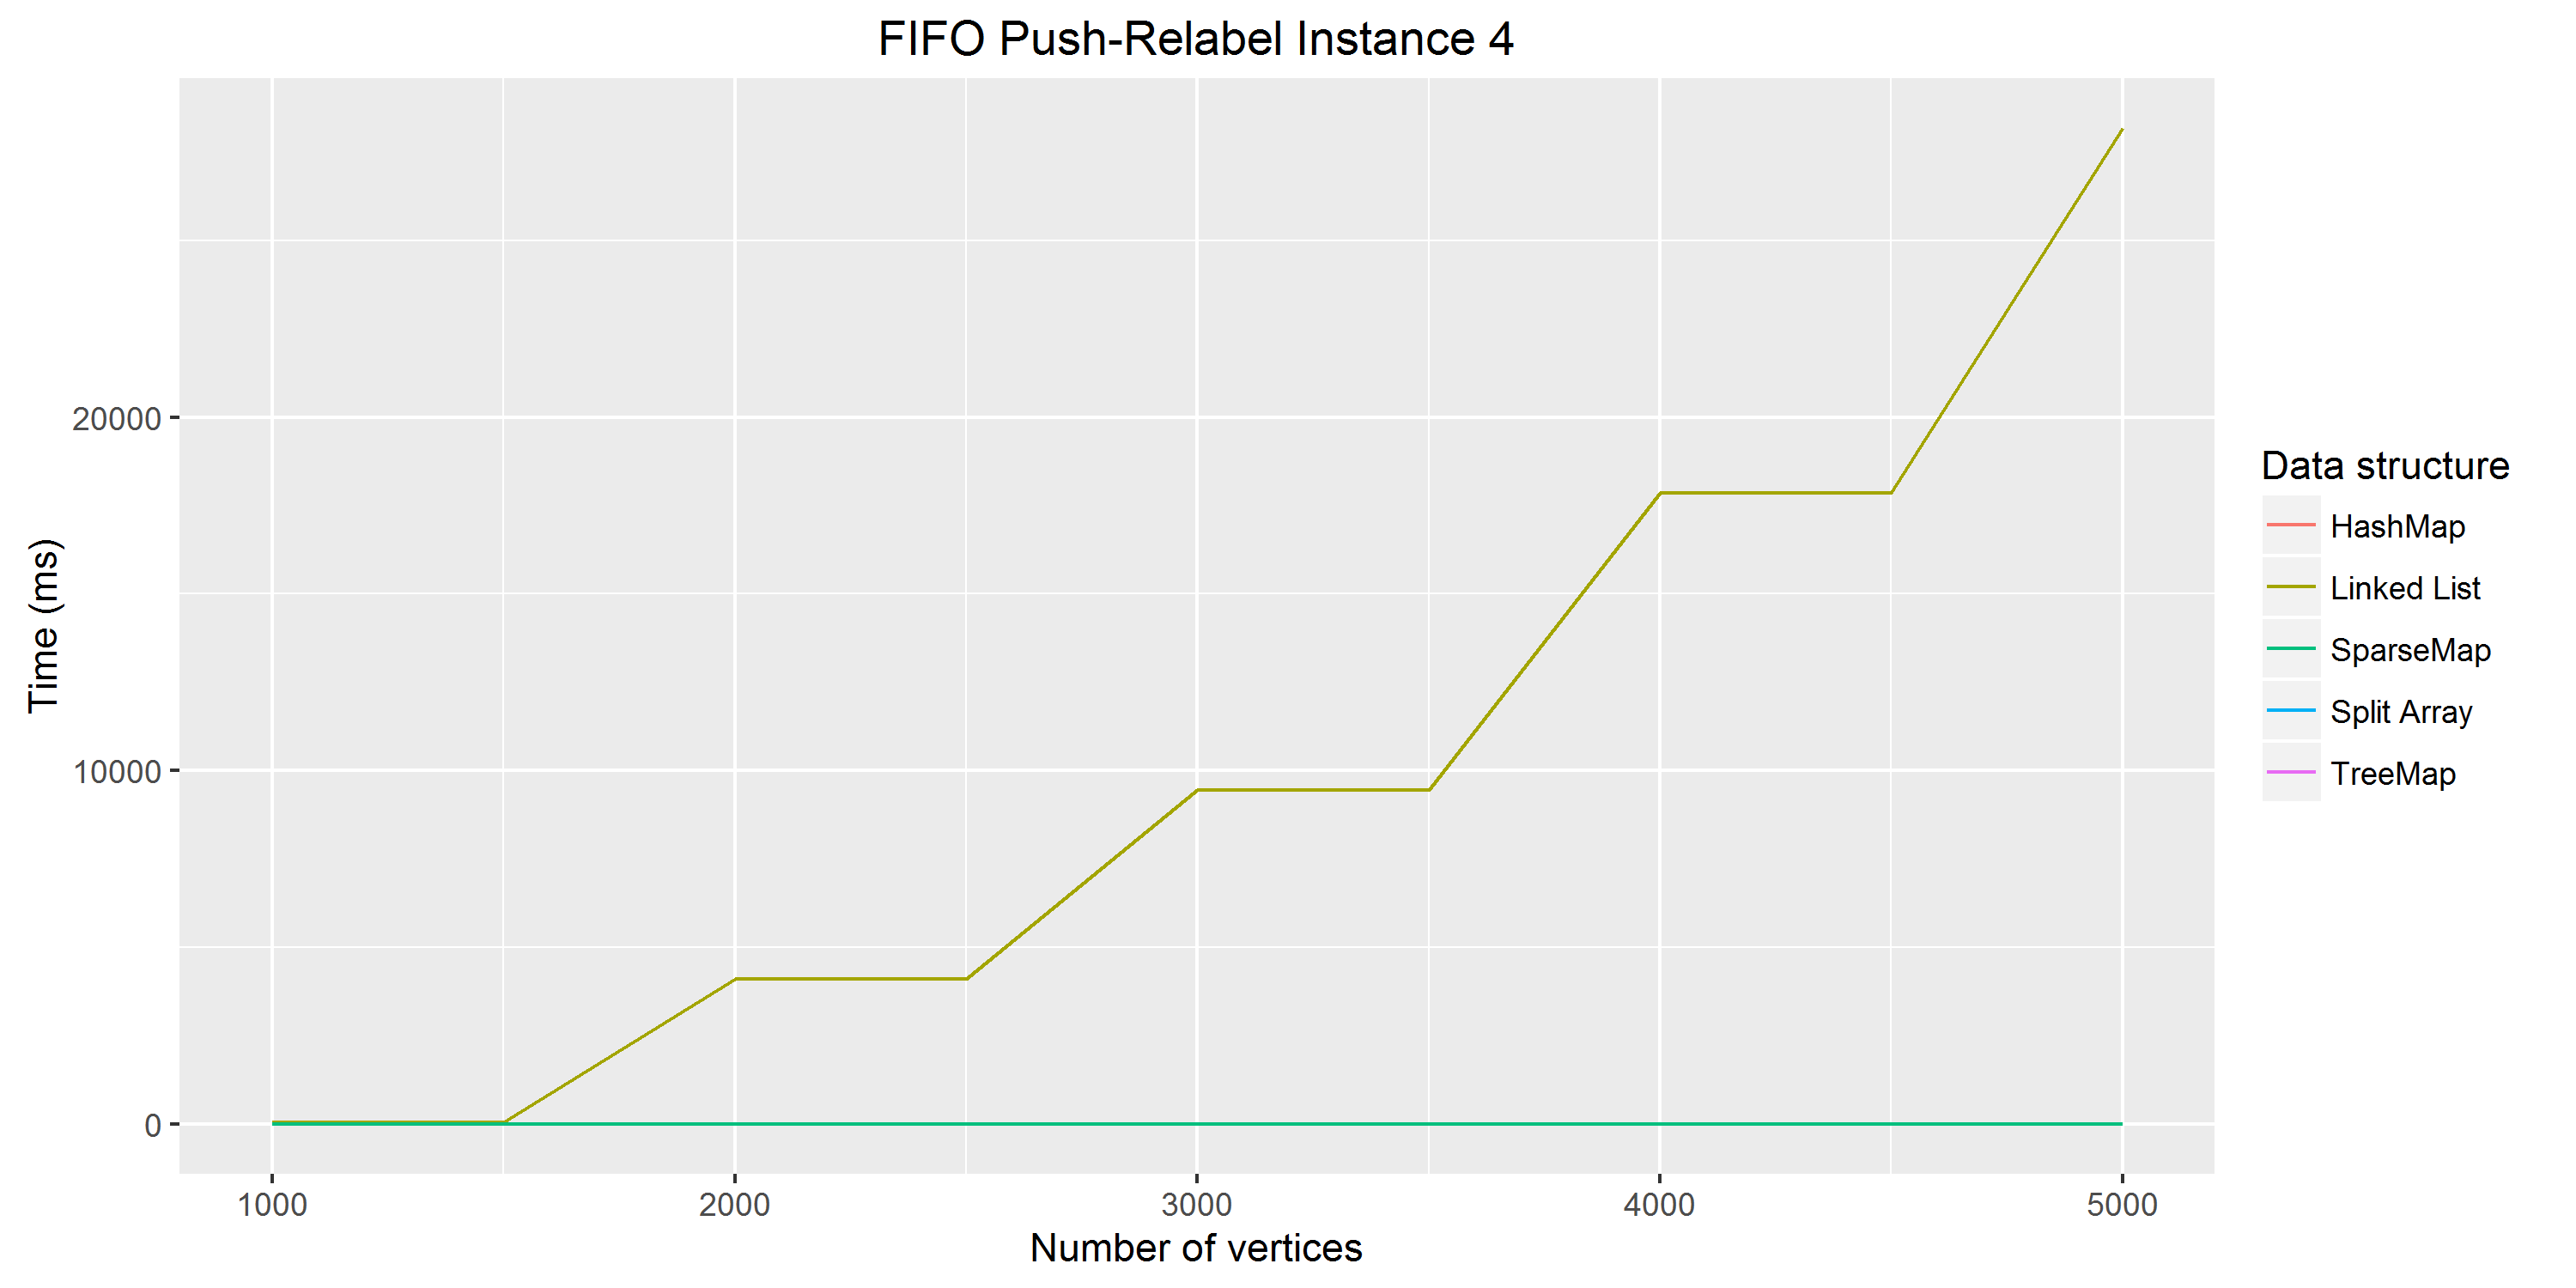 FIFO Push-Relabel Instance 4
Time (ms)
20000
10000
0
1000 2000 3000 4000 5000
Number of vertices
Data structure
HashMap
Linked List
SparseMap
Split Array
TreeMap